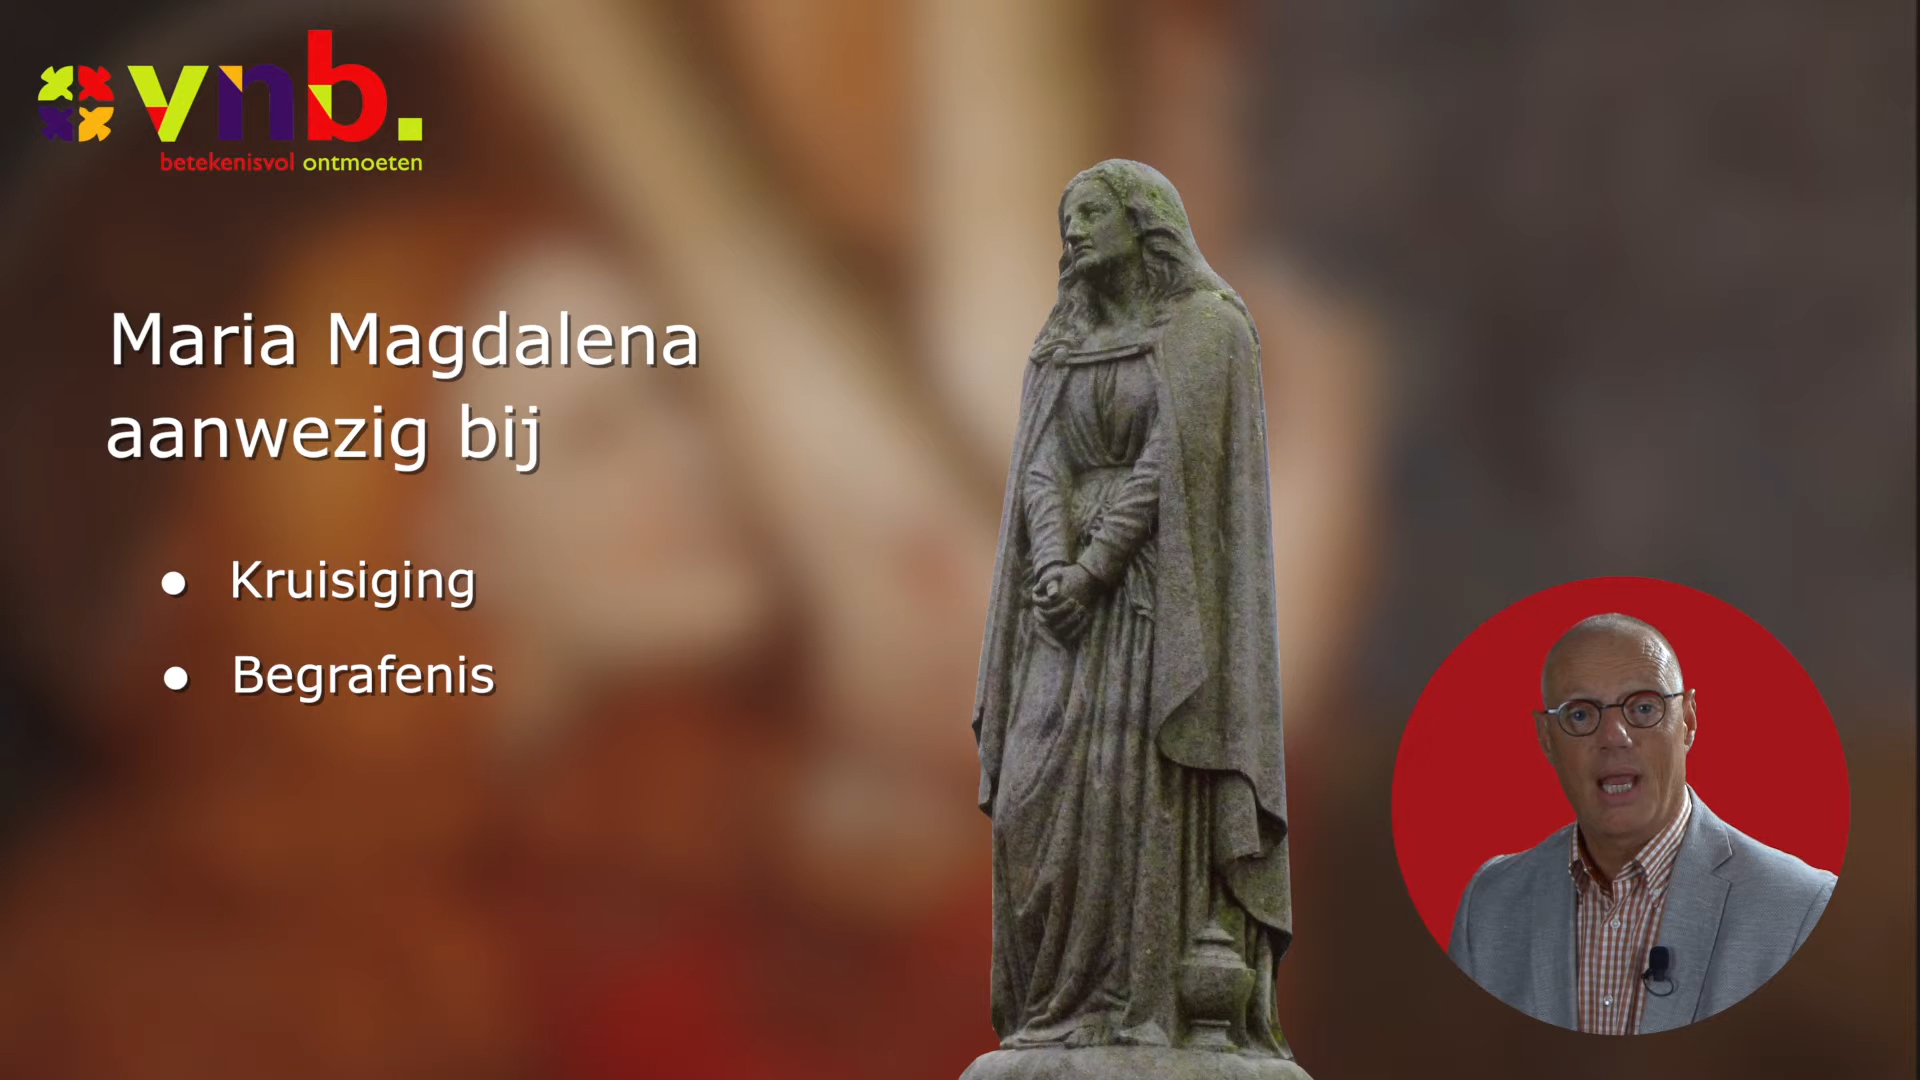 vnb.
betekenisvol ontmoeten
Maria Magdalena
aanwezig bij
• Kruisiging
• Begrafenis